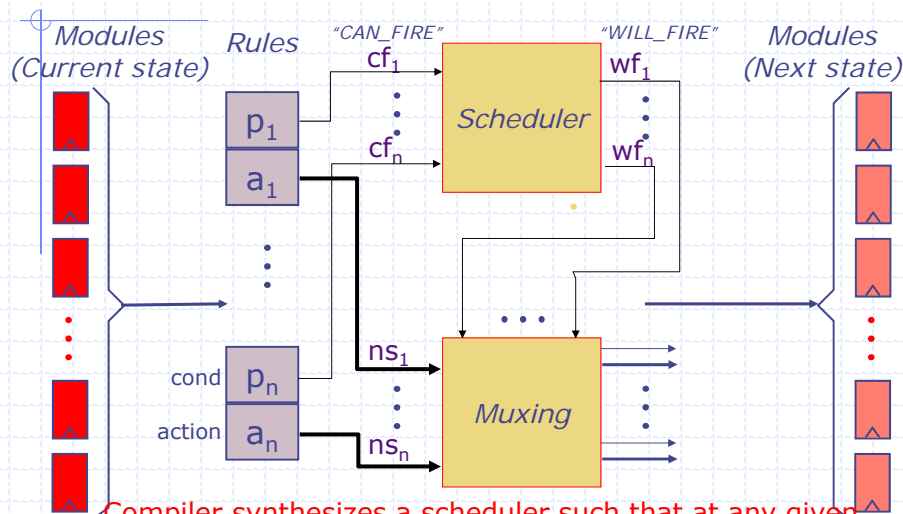 Modules
(Current state)
Rules
“CAN_FIRE”
“WILL_FIRE”
Modules
(Next state)
cf1
wf1
p1
Scheduler
cfn
wfn
a1
ns1
cond
pn
Muxing
action
an
nsn
Compiler synthesizes a scheduler such that at any given